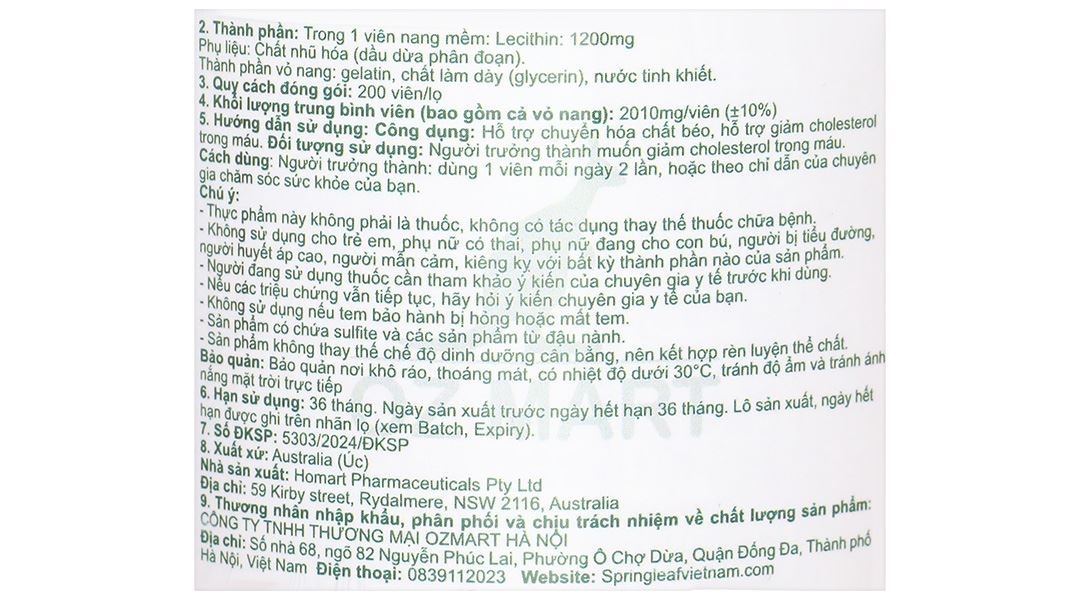 2. Thành phần: Trong 1 viên nang mềm: Lecithin: 1200mg
Phụ liệu: Chất nhũ hóa (dầu dừa phân đoạn).
Thành phần vỏ nang: gelatin, chất làm dày (glycerin), nước tinh khiết.
3. Quy cách đóng gói: 200 viên/lọ
4. Khối lượng trung bình viên (bao gồm cả vỏ nang): 2010mg/viên (±10%)
5. Hướng dẫn sử dụng: Công dụng: Hỗ trợ chuyển hóa chất béo, hỗ trợ giảm cholesterol
trong máu. Đối tượng sử dụng: Người trưởng thành muốn giảm cholesterol trong máu.
Cách dùng: Người trưởng thành: dùng 1 viên mỗi ngày 2 lần, hoặc theo chỉ dẫn của chuyên
gia chăm sóc sức khỏe của bạn.
Chú ý:
- Thực phẩm này không phải là thuốc, không có tác dụng thay thế thuốc chữa bệnh.
- Không sử dụng cho trẻ em, phụ nữ có thai, phụ nữ đang cho con bú, người bị tiểu đường,
người huyết áp cao, người mẫn cảm, kiêng kỵ với bất kỳ thành phần nào của sản phẩm.
- Người đang sử dụng thuốc cần tham khảo ý kiến của chuyên gia y tế trước khi dùng.
- Nếu các triệu chứng vẫn tiếp tục, hãy hỏi ý kiến chuyên gia y tế của bạn.
- Không sử dụng nếu tem bảo hành bị hỏng hoặc mất tem.
- Sản phẩm có chứa sulfite và các sản phẩm từ đậu nành.
- Sản phẩm không thay thế chế độ dinh dưỡng cân bằng, nên kết hợp rèn luyện thể chất.
Bảo quản: Bảo quản nơi khô ráo, thoáng mát, có nhiệt độ dưới 30°C, tránh độ ẩm và tránh ánh
nắng mặt trời trực tiếp
OZ MART
6. Hạn sử dụng: 36 tháng. Ngày sản xuất trước ngày hết hạn 36 tháng. Lô sản xuất, ngày hết
hạn được ghi trên nhãn lọ (xem Batch, Expiry).
7. Số ĐKSP: 5303/2024/ĐKSP
8. Xuất xứ: Australia (Úc)
Nhà sản xuất: Homart Pharmaceuticals Pty Ltd
Địa chỉ: 59 Kirby street, Rydalmere, NSW 2116, Australia
9. Thương nhân nhập khẩu, phân phối và chịu trách nhiệm về chất lượng sản phẩm:
CÔNG TY TNHH THƯƠNG MẠI OZMART HÀ NỘI
Địa chỉ: Số nhà 68, ngõ 82 Nguyễn Phúc Lai, Phường Ô Chợ Dừa, Quận Đống Đa, Thành phố
Hà Nội, Việt Nam Điện thoại: 0839112023 Website: Springleafvietnam.com